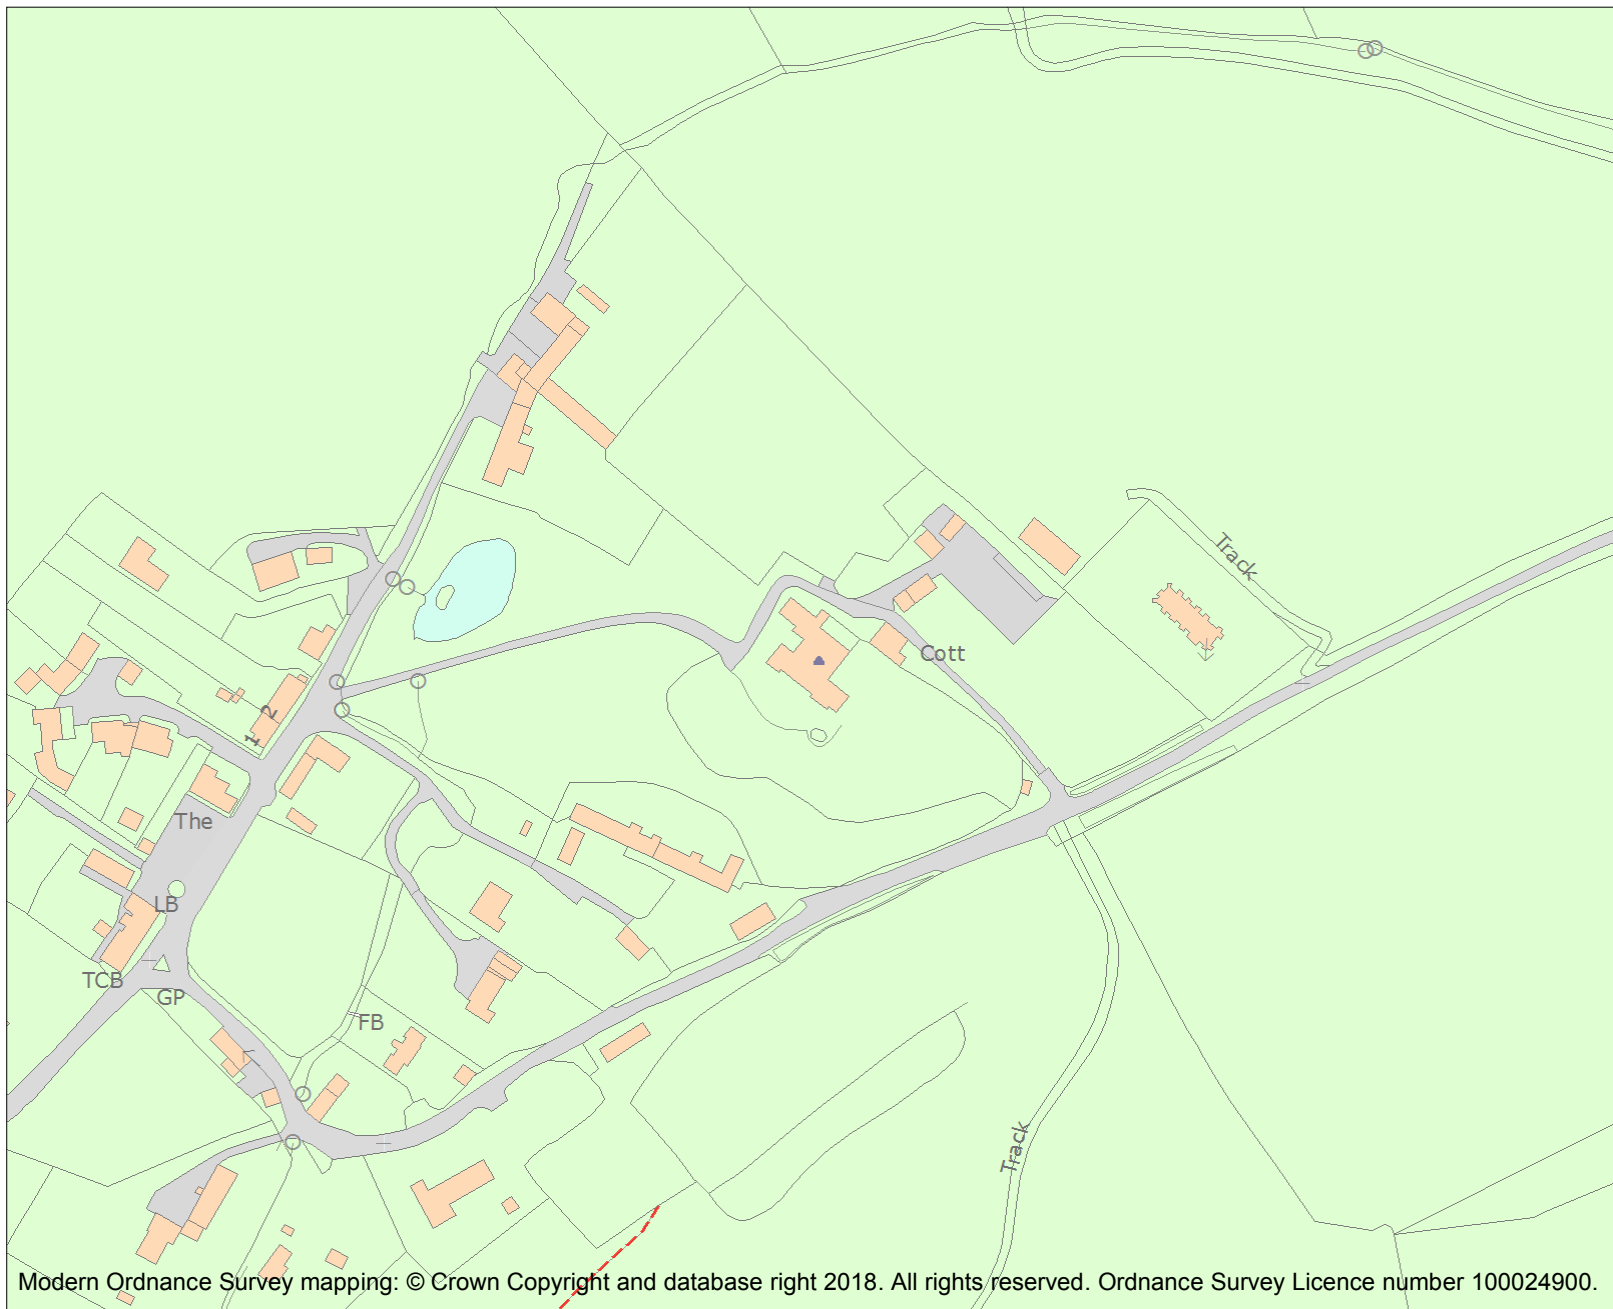 Track
Cott
2
1
The
LB
TCB
GP
FB
Track
Modern Ordnance Survey mapping: © Crown Copyright and database right 2018. All rights reserved. Ordnance Survey Licence number 100024900.